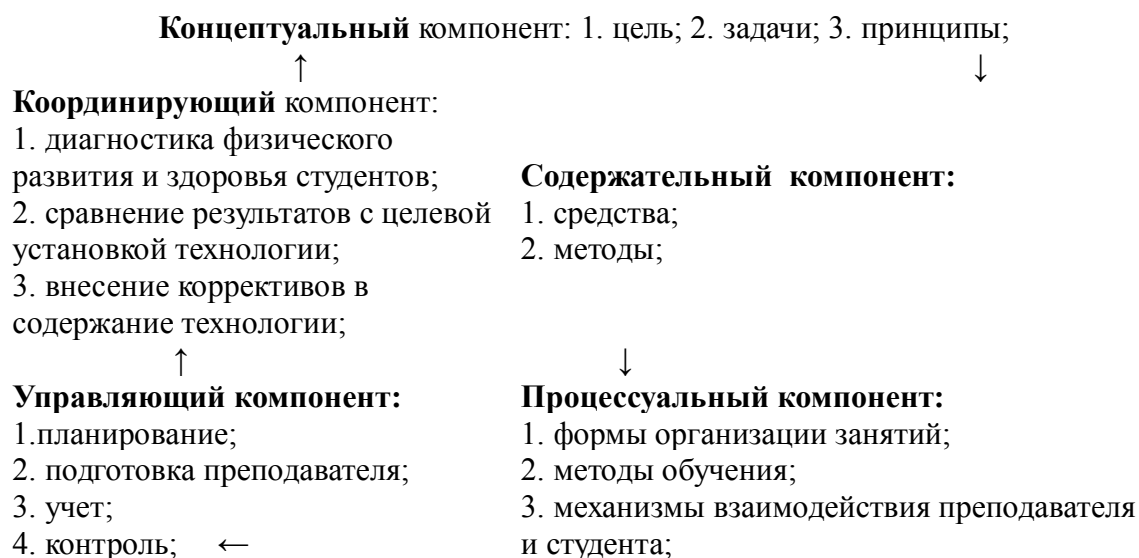 Концептуальный компонент: 1. цель; 2. задачи; 3. принципы;
↑ ↓
Координирующий компонент:
1. диагностика физического
развития и здоровья студентов;
2. сравнение результатов с целевой
установкой технологии;
3. внесение коррективов в
содержание технологии;
Содержательный компонент:
1. средства;
2. методы;
↑ ↓
Управляющий компонент:
1.планирование;
2. подготовка преподавателя;
3. учет;
4. контроль; ←
Процессуальный компонент:
1. формы организации занятий;
2. методы обучения;
3. механизмы взаимодействия преподавателя
и студента;